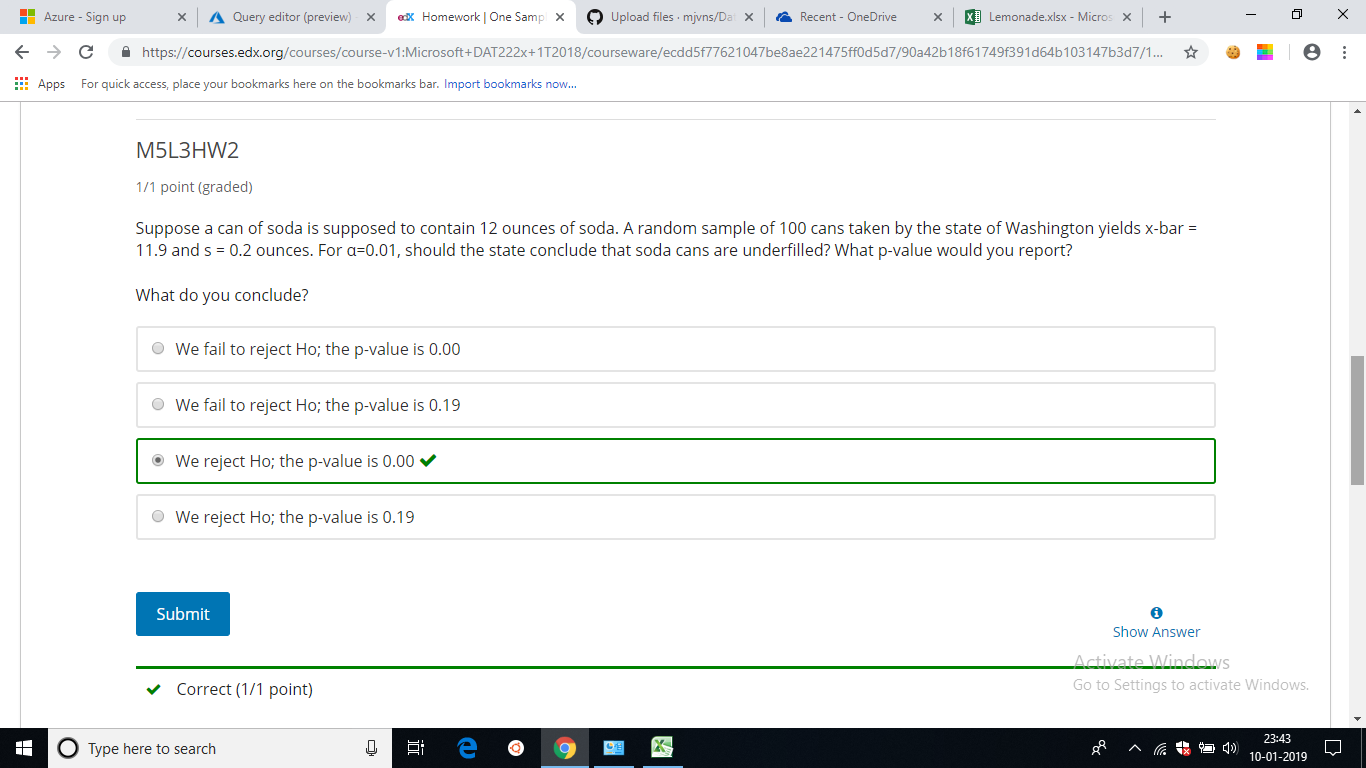 Azure - Sign up
Query editor (preview) -
edX Homework | One Samp
Upload files · mjvns/Dat
Recent - OneDrive
Lemonade.xlsx - Micros
https://courses.edx.org/courses/course-v1:Microsoft+DAT222x+1T2018/courseware/ecdd5f77621047be8ae221475ff0d5d7/90a42b18f61749f391d64b103147b3d7/1...
Apps For quick access, place your bookmarks here on the bookmarks bar. Import bookmarks now...
M5L3HW2
1/1 point (graded)
Suppose a can of soda is supposed to contain 12 ounces of soda. A random sample of 100 cans taken by the state of Washington yields x-bar =
11.9 and s = 0.2 ounces. For α=0.01, should the state conclude that soda cans are underfilled? What p-value would you report?
What do you conclude?
We fail to reject Ho; the p-value is 0.00
We fail to reject Ho; the p-value is 0.19
We reject Ho; the p-value is 0.00
We reject Ho; the p-value is 0.19
Submit
Show Answer
Activate Windows
Go to Settings to activate Windows.
Correct (1/1 point)
Type here to search
23:43
10-01-2019